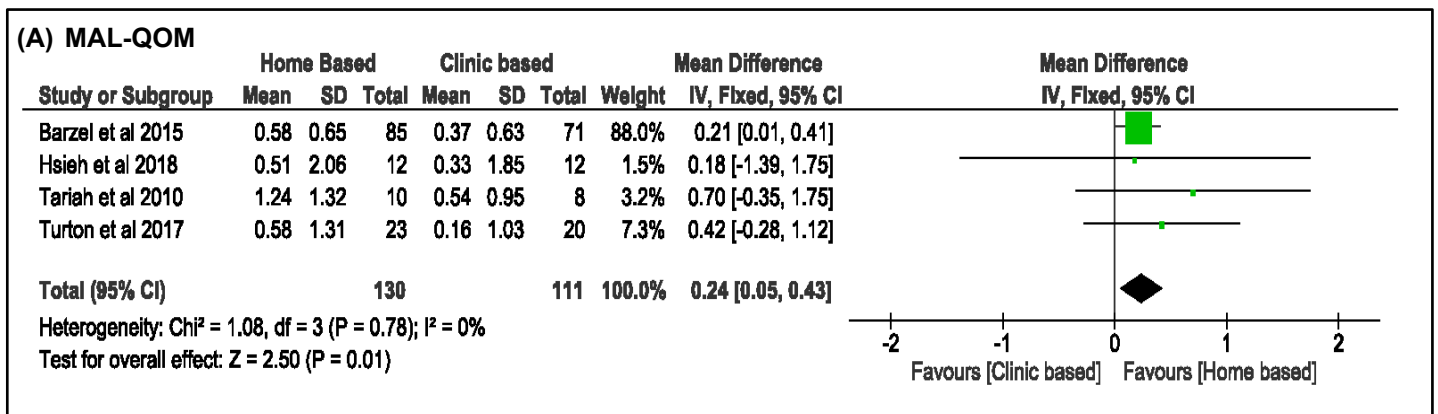 (A) MAL-QOM
Home Based Clinic based Mean Difference Mean Difference
Study or Subgroup Mean SD Total Mean SD Total Weight IV, Fixed, 95% CI IV, Fixed, 95% CI
Barzel et al 2015 0.58 0.65 85 0.37 0.63 71 88.0% 0.21 [0.01, 0.41]
Hsieh et al 2018 0.51 2.06 12 0.33 1.85 12 1.5% 0.18 [-1.39, 1.75]
Tariah et al 2010 1.24 1.32 10 0.54 0.95 8 3.2% 0.70 [-0.35, 1.75]
Turton et al 2017 0.58 1.31 23 0.16 1.03 20 7.3% 0.42 [-0.28, 1.12]
Total (95% CI) 130 111 100.0% 0.24 [0.05, 0.43]
Heterogeneity: Chi² = 1.08, df = 3 (P = 0.78); I² = 0%
Test for overall effect: Z = 2.50 (P = 0.01)
-2 -1 0 1 2
Favours [Clinic based] Favours [Home based]